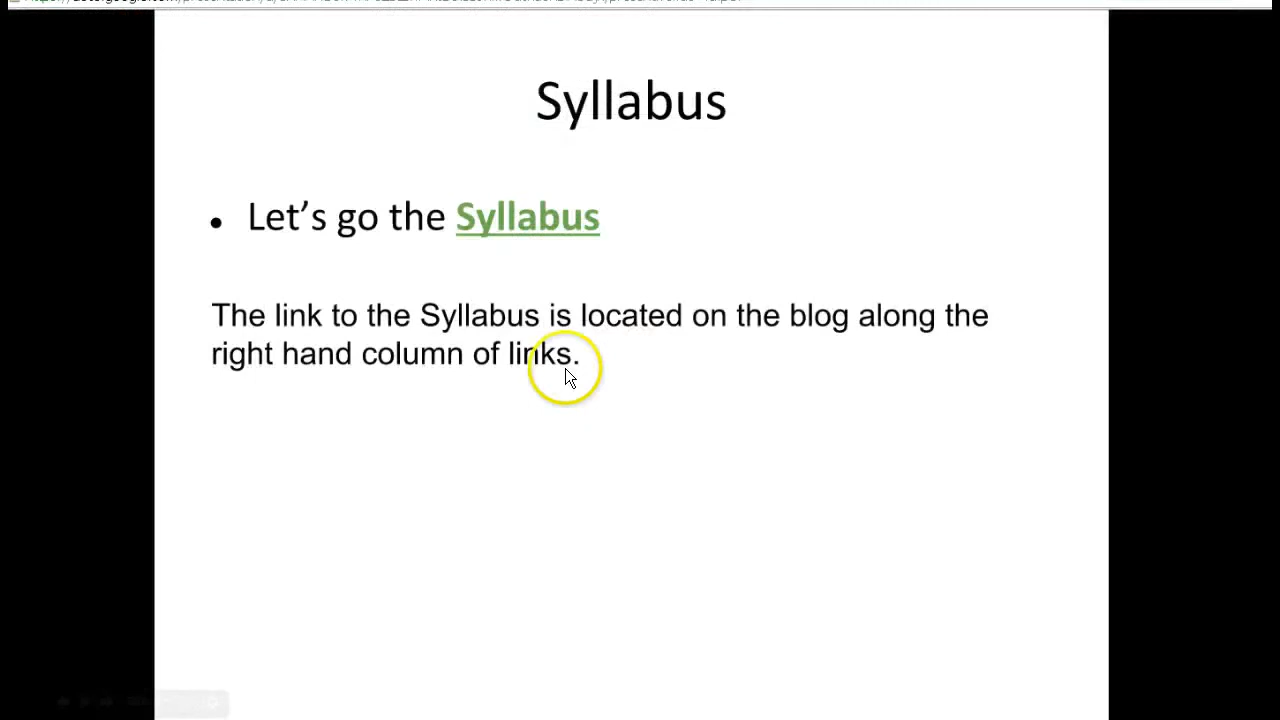 Syllabus
• Let’s go the Syllabus
The link to the Syllabus is located on the blog along the
right hand column of links.